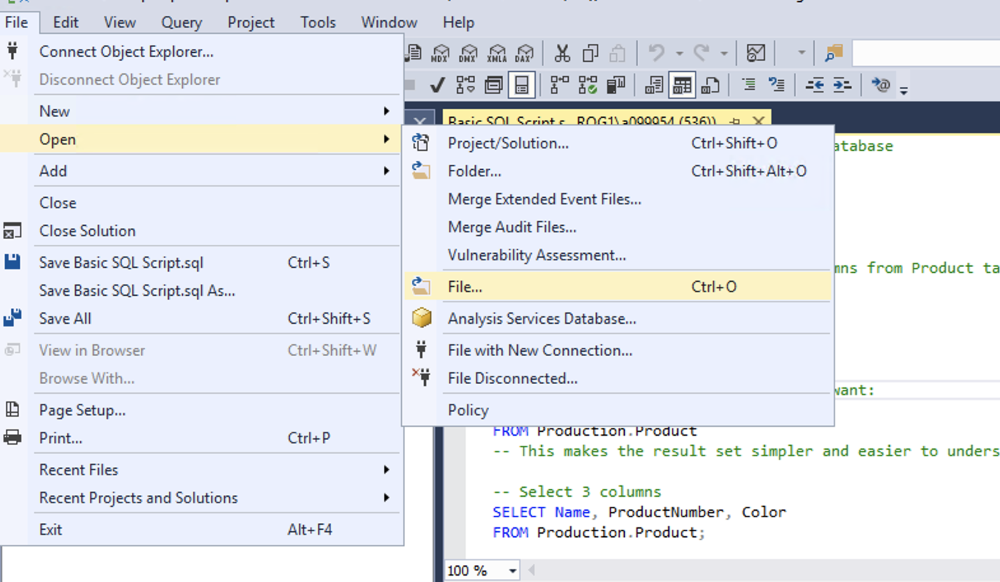 File Edit View Query Project Tools Window Help
Connect Object Explorer...
MDX DMX XMLA DAX
Disconnect Object Explorer
New
Basic SQL Script.s...ROG1\a099954 (536))
Open
Project/Solution... Ctrl+Shift+O
atabase
Add
Folder... Ctrl+Shift+Alt+O
Merge Extended Event Files...
Close
Merge Audit Files...
Close Solution
Vulnerability Assessment...
Save Basic SQL Script.sql Ctrl+S
mns from Product ta
Save Basic SQL Script.sql As...
File... Ctrl+O
Save All Ctrl+Shift+S
Analysis Services Database...
View in Browser Ctrl+Shift+W
File with New Connection...
Browse With...
File Disconnected...
want:
Page Setup...
Policy
Print... Ctrl+P
FROM Production.Product
-- This makes the result set simpler and easier to unders
Recent Files
-- Select 3 columns
Recent Projects and Solutions
SELECT Name, ProductNumber, Color
Exit Alt+F4
FROM Production.Product;
100 %